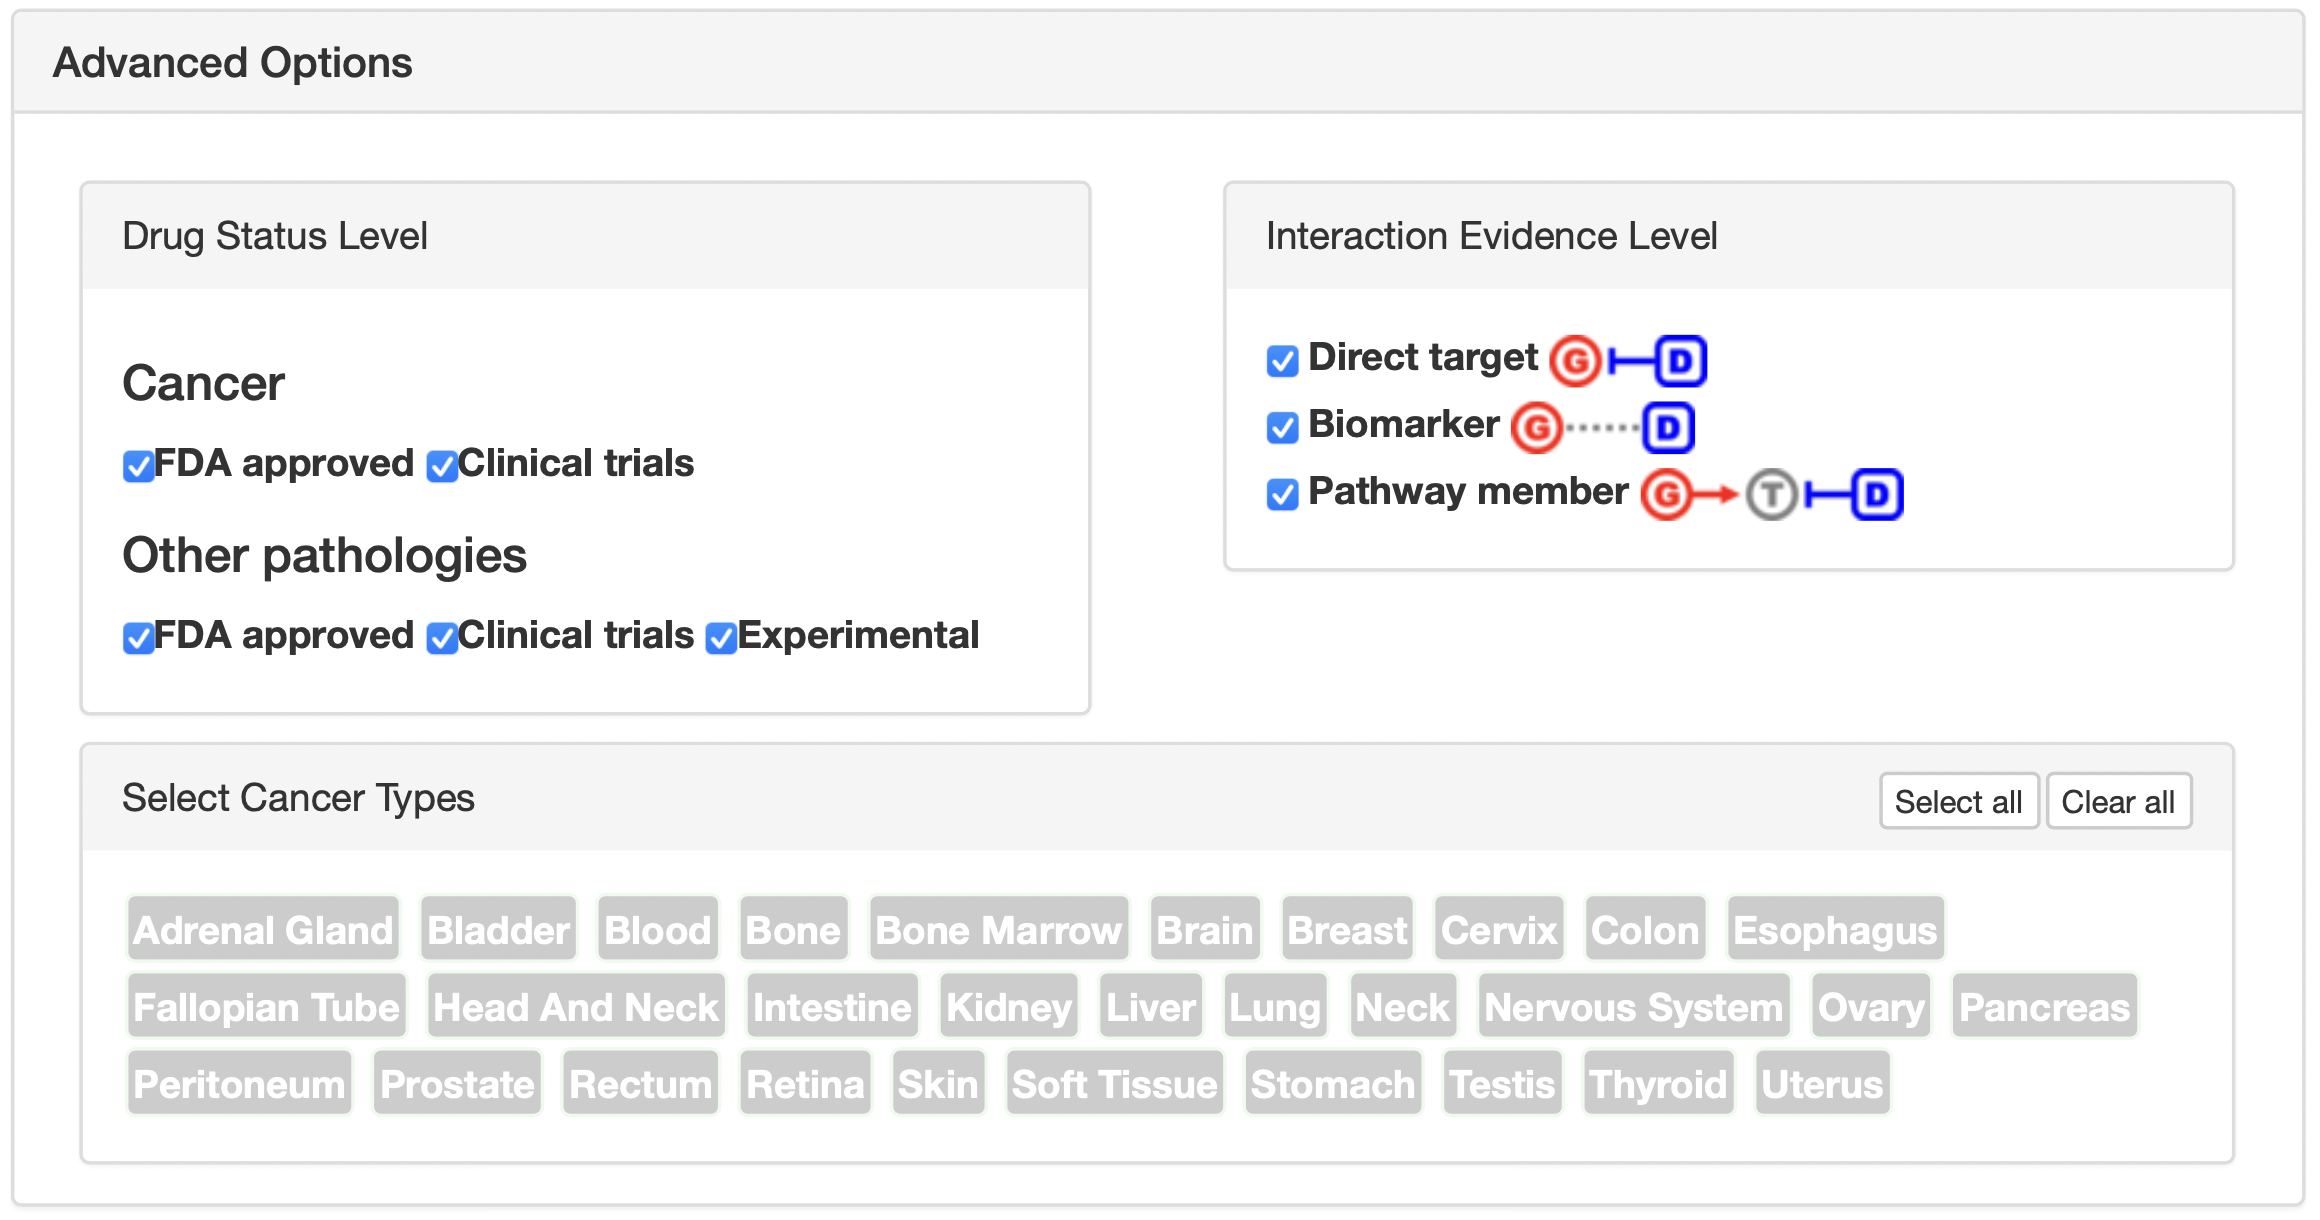 Advanced Options
Drug Status Level
Cancer
FDA approved Clinical trials
Other pathologies
FDA approved Clinical trials Experimental
Interaction Evidence Level
Direct target G D
Biomarker G D
Pathway member G T D
Select Cancer Types Select all Clear all
Adrenal Gland Bladder Blood Bone Bone Marrow Brain Breast Cervix Colon Esophagus
Fallopian Tube Head And Neck Intestine Kidney Liver Lung Neck Nervous System Ovary Pancreas
Peritoneum Prostate Rectum Retina Skin Soft Tissue Stomach Testis Thyroid Uterus